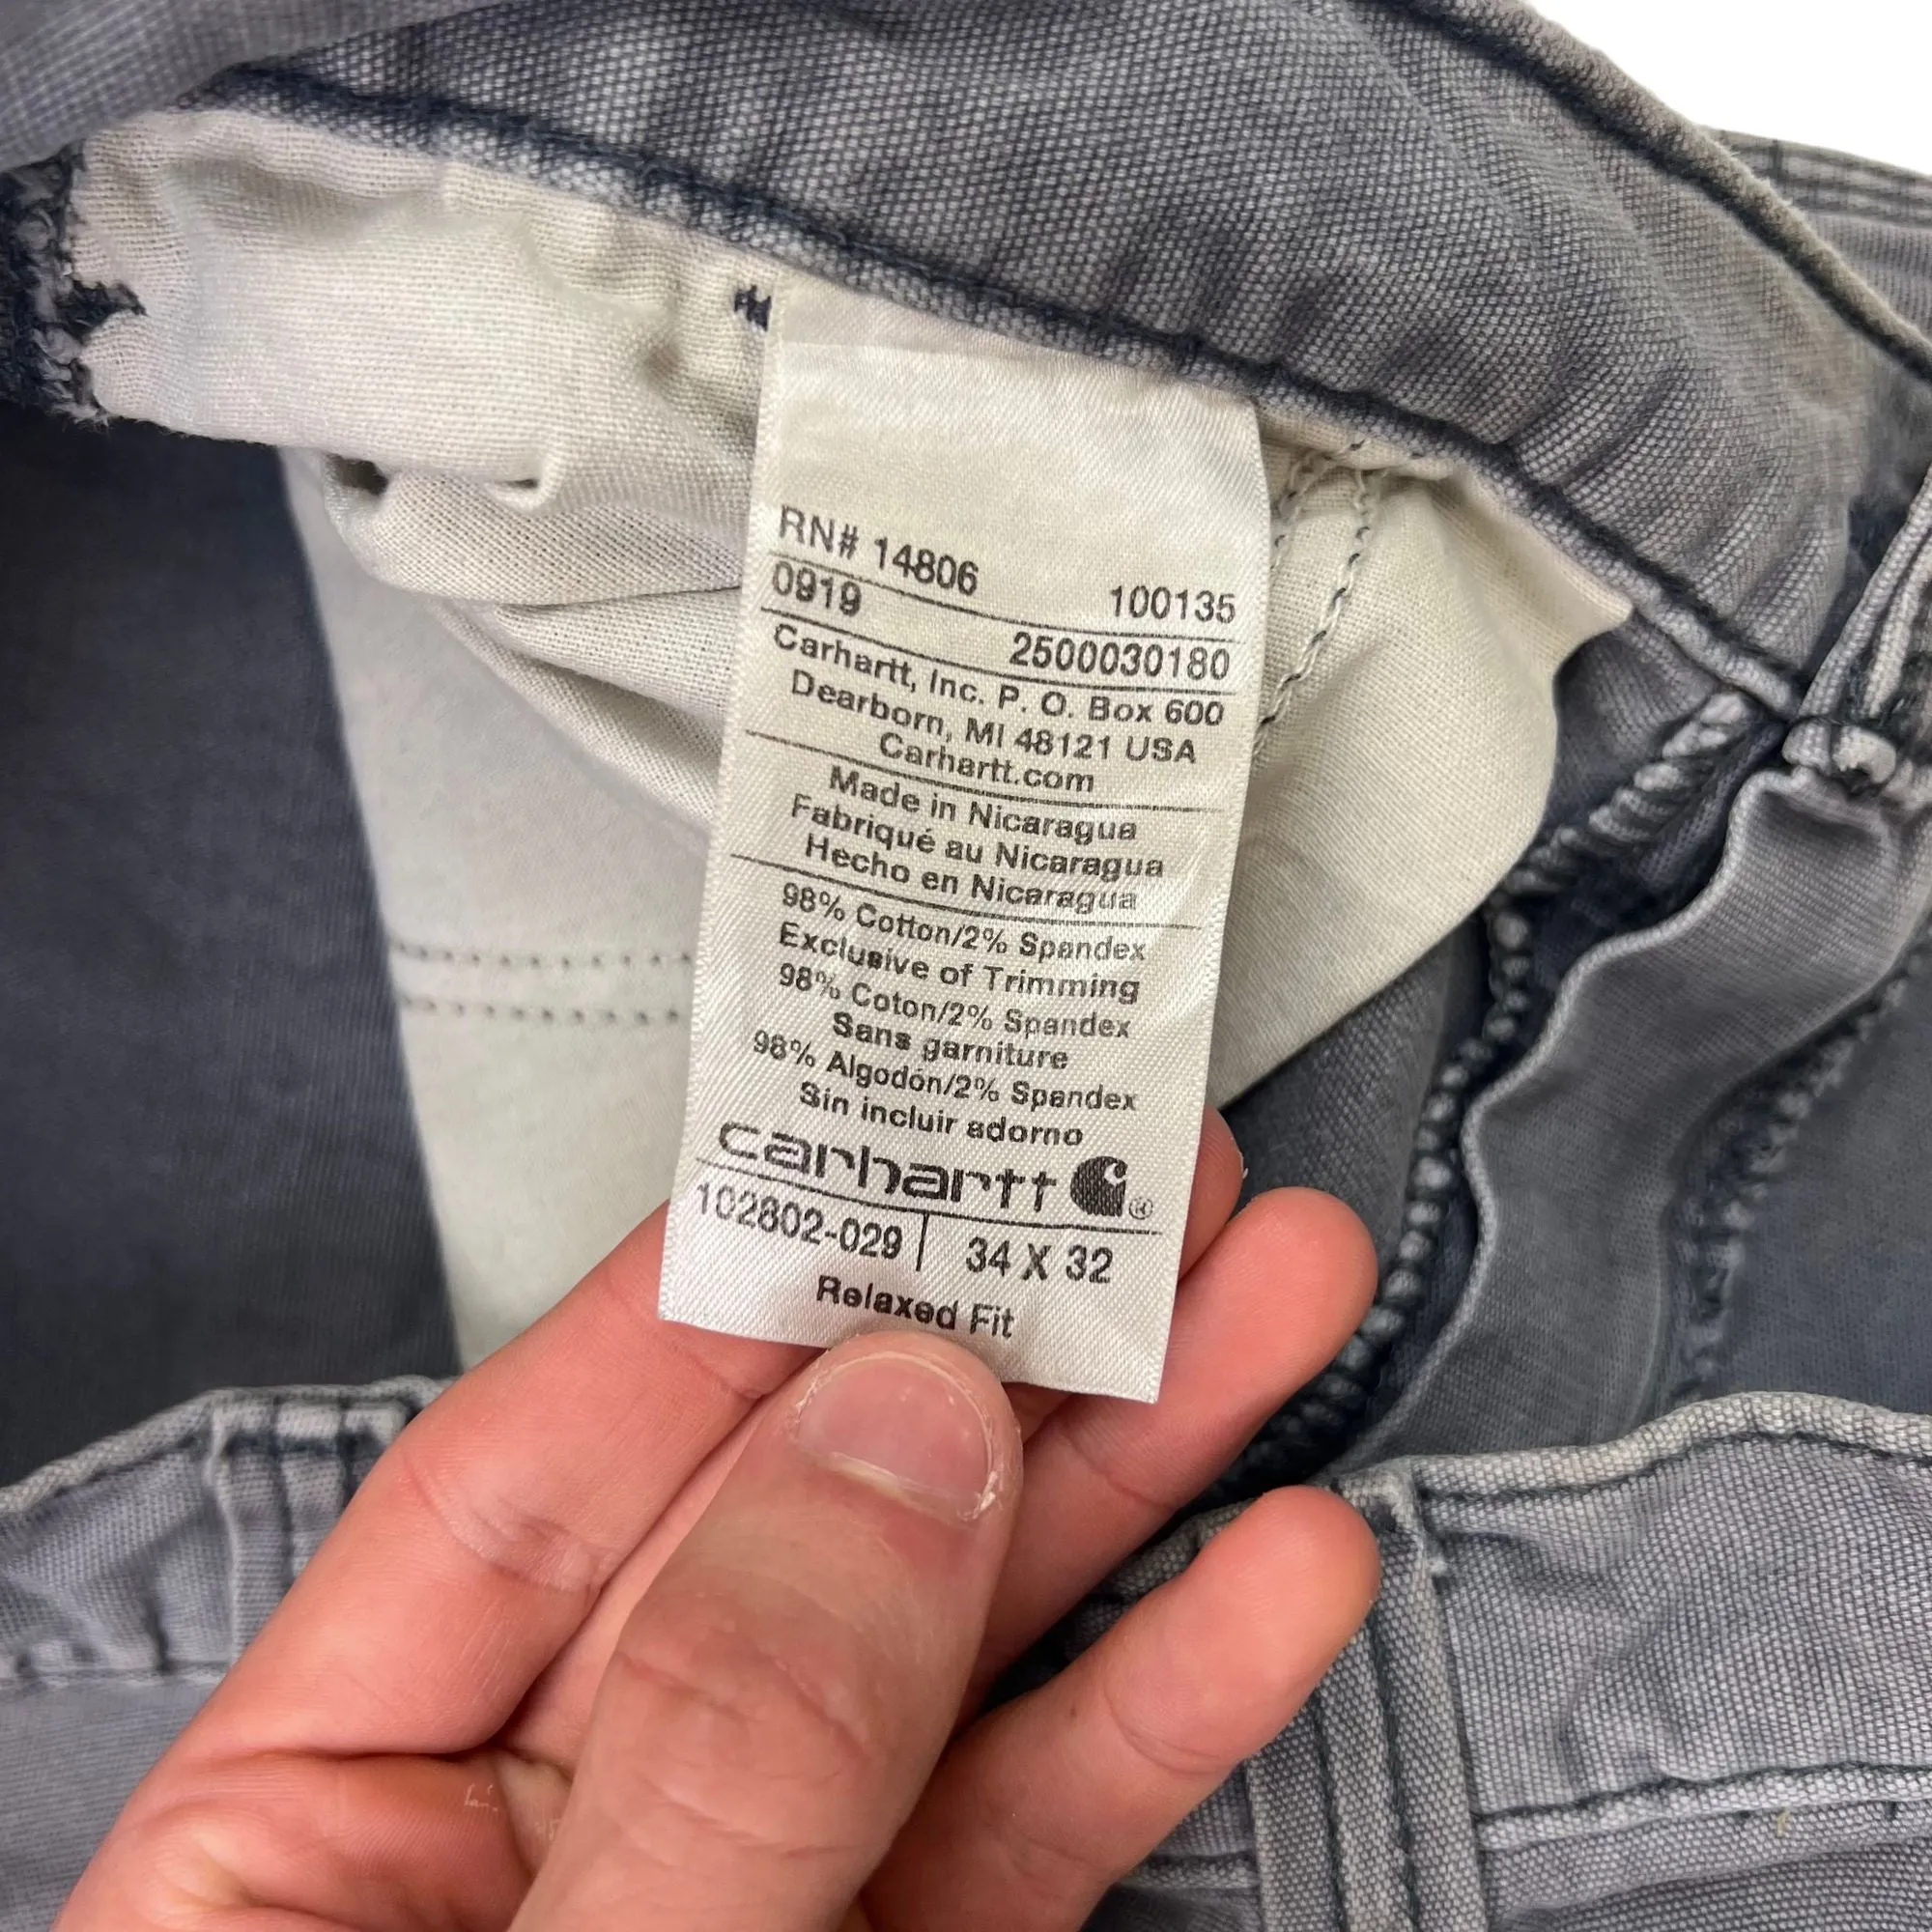 RN# 14806 100135
0919 2500030180
Carhartt, Inc. P. O. Box 600
Dearborn, MI 48121 USA
Carhartt.com
Made in Nicaragua
Fabriqué au Nicaragua
Hecho en Nicaragua
98% Cotton/2% Spandex
Exclusive of Trimming
98% Coton/2% Spandex
Sans garniture
98% Algodón/2% Spandex
Sin incluir adorno
carhartt ®
102802-029 | 34 X 32
Relaxed Fit